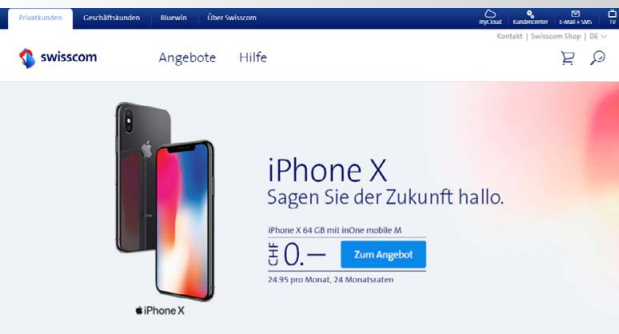 Privatkunden Geschäftskunden Bluewin Über Swisscom
myCloud Kundencenter E-Mail + SMS TV
Kontakt | Swisscom Shop | DE
swisscom Angebote Hilfe
iPhone X
Sagen Sie der Zukunft hallo.
iPhone X 64 GB mit inOne mobile M
CHF 0.— Zum Angebot
24.95 pro Monat, 24 Monatsraten
iPhone X